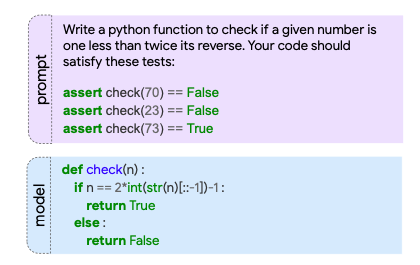 prompt
Write a python function to check if a given number is
one less than twice its reverse. Your code should
satisfy these tests:
assert check(70) == False
assert check(23) == False
assert check(73) == True
model
def check(n) :
if n == 2*int(str(n)[::-1])-1 :
return True
else :
return False